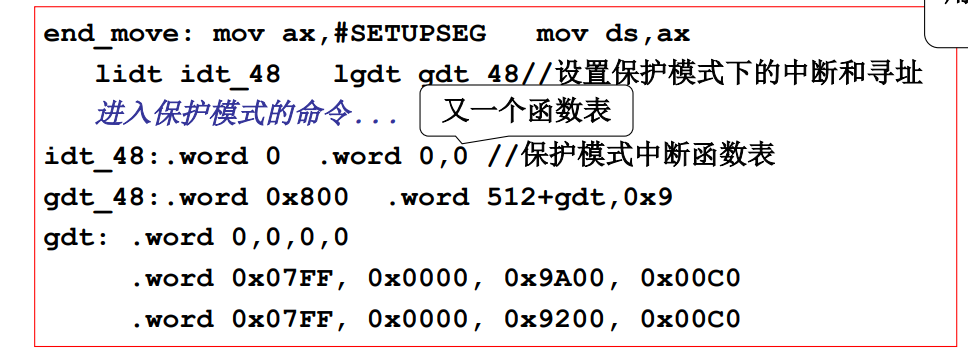 end_move: mov ax,#SETUPSEG   mov ds,ax
lidt idt_48   lgdt gdt_48//设置保护模式下的中断和寻址
进入保护模式的命令...
又一个函数表
idt_48:.word 0  .word 0,0 //保护模式中断函数表
gdt_48:.word 0x800  .word 512+gdt,0x9
gdt: .word 0,0,0,0
.word 0x07FF, 0x0000, 0x9A00, 0x00C0
.word 0x07FF, 0x0000, 0x9200, 0x00C0